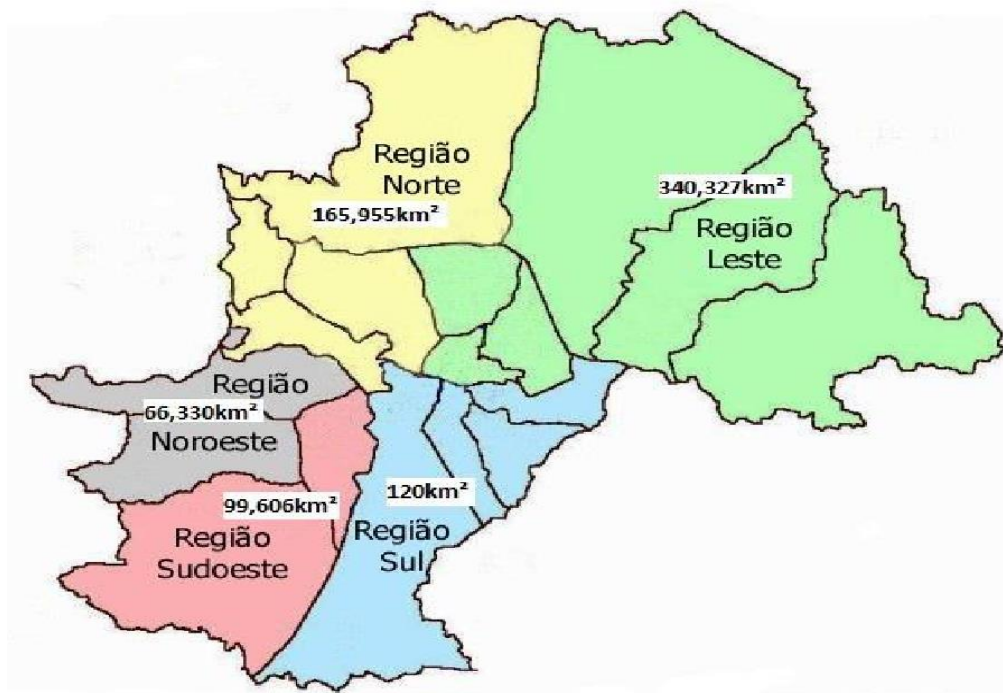 Região
Norte
165,955km²
340,327km²
Região
Leste
Região
66,330km²
Noroeste
99,606km²
Região
Sudoeste
120km²
Região
Sul